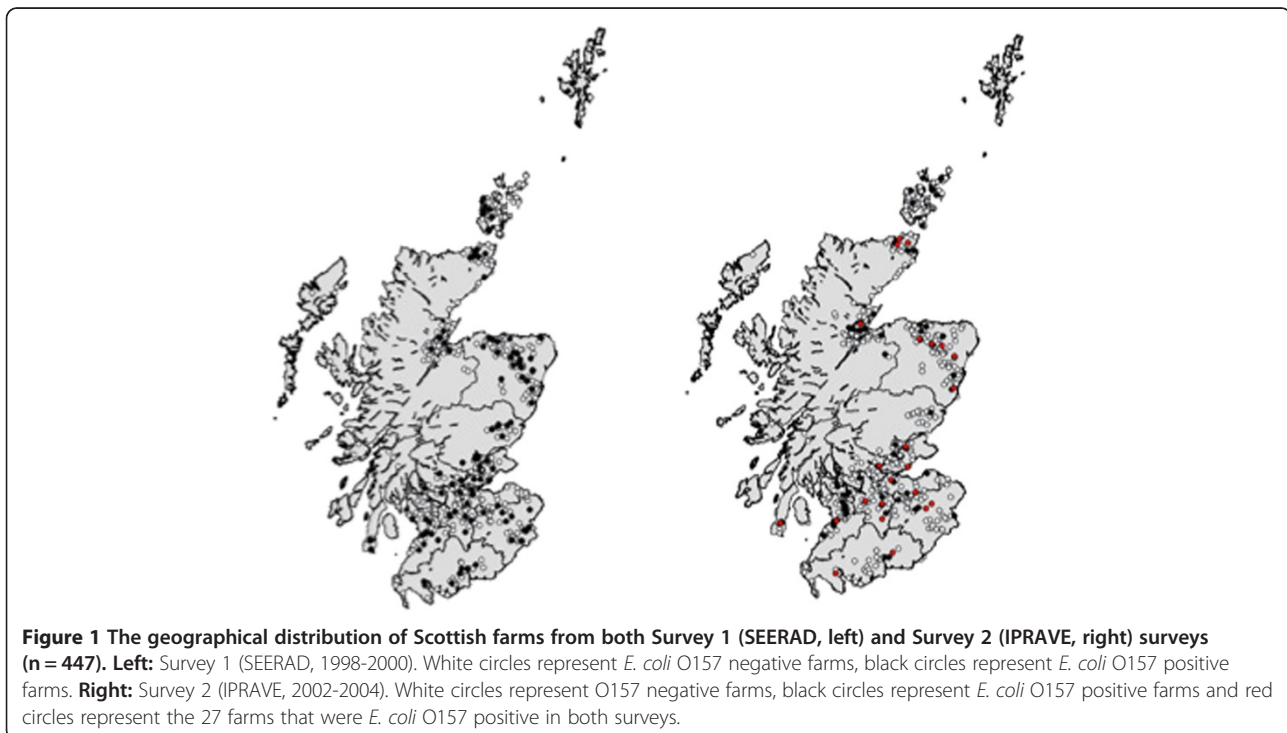 Figure 1 The geographical distribution of Scottish farms from both Survey 1 (SEERAD, left) and Survey 2 (IPRAVE, right) surveys
(n = 447). Left: Survey 1 (SEERAD, 1998-2000). White circles represent E. coli O157 negative farms, black circles represent E. coli O157 positive
farms. Right: Survey 2 (IPRAVE, 2002-2004). White circles represent O157 negative farms, black circles represent E. coli O157 positive farms and red
circles represent the 27 farms that were E. coli O157 positive in both surveys.